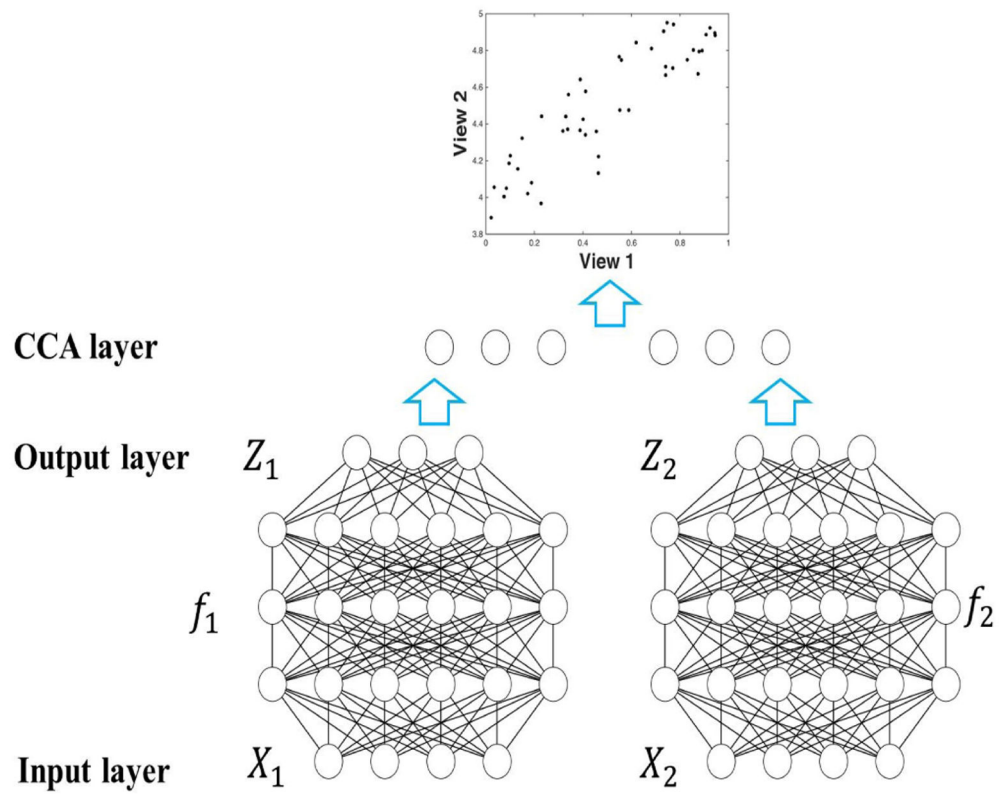 5
4.8
4.6
4.4
4.2
4
3.8
View 2
0 0.2 0.4 0.6 0.8 1
View 1
CCA layer
Output layer Z1 Z2
f1 f2
Input layer X1 X2